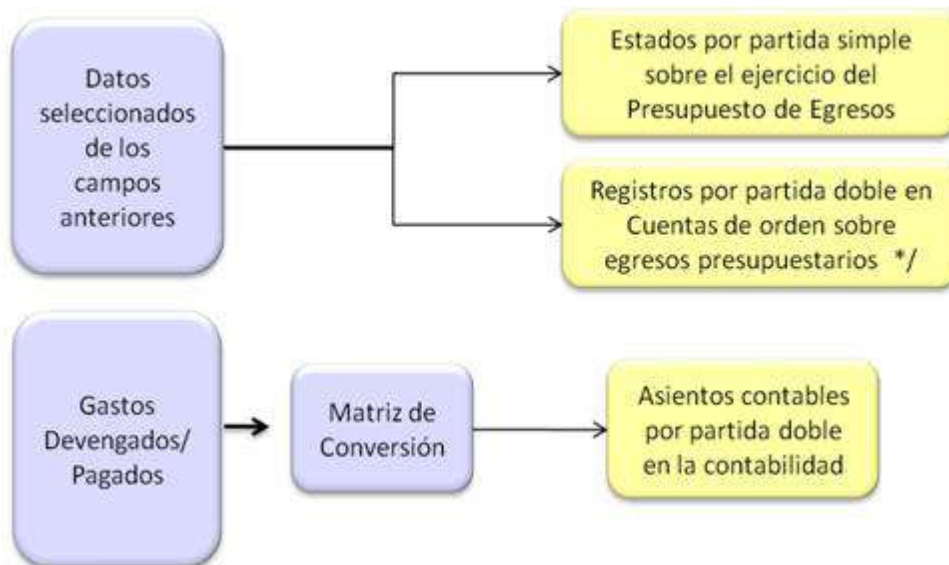 Datos
seleccionados
de los
campos
anteriores
Estados por partida simple
sobre el ejercicio del
Presupuesto de Egresos
Registros por partida doble en
Cuentas de orden sobre
egresos presupuestarios */
Gastos
Devengados/
Pagados
Matriz de
Conversión
Asientos contables
por partida doble
en la contabilidad